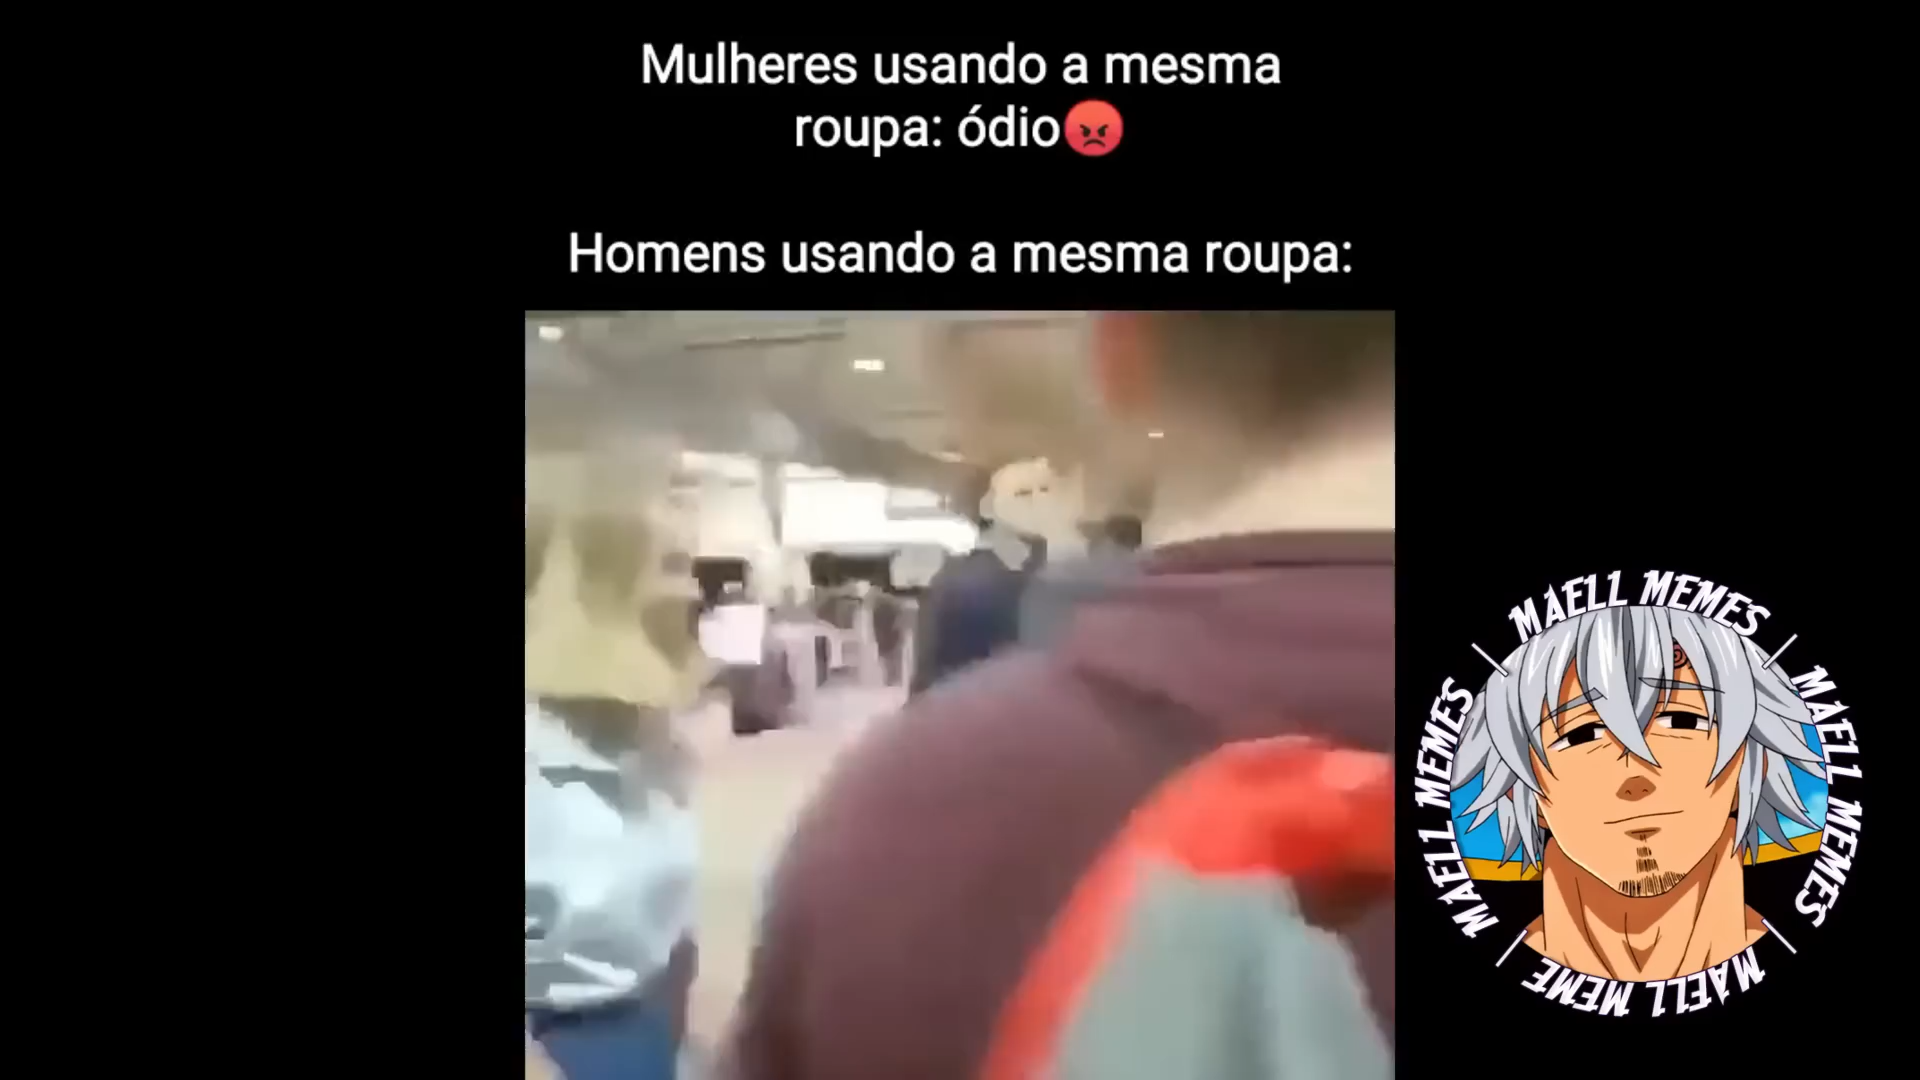 Mulheres usando a mesma
roupa: ódio😡
Homens usando a mesma roupa:
MAELL MEMES
MAELL MEMES
MAELL MEMES
MAELL MEME